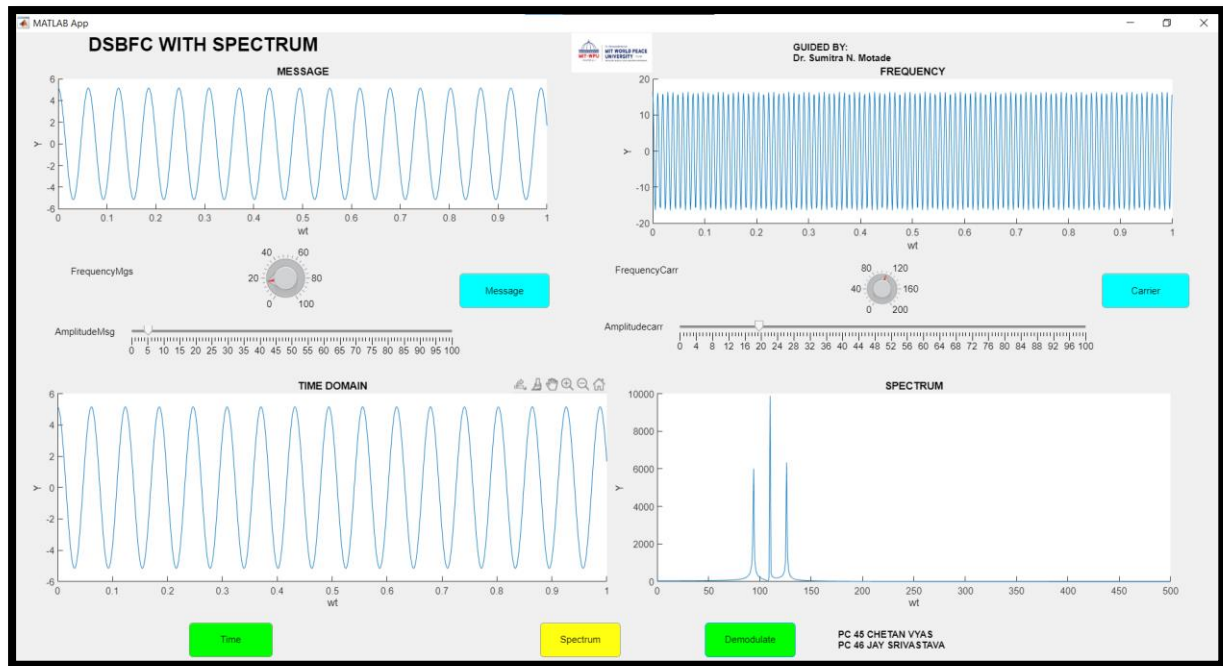 MATLAB App
DSBFC WITH SPECTRUM
MIT-WPU
MIT WORLD PEACE
UNIVERSITY
GUIDED BY:
Dr. Sumitra N. Motade
MESSAGE
6
4
2
0
-2
-4
-6
Y
0 0.1 0.2 0.3 0.4 0.5 0.6 0.7 0.8 0.9 1
wt
FREQUENCY
20
10
0
-10
-20
Y
0 0.1 0.2 0.3 0.4 0.5 0.6 0.7 0.8 0.9 1
wt
FrequencyMgs
40 60
20 80
0 100
Message
FrequencyCarr
80 120
40 160
0 200
Carrier
AmplitudeMsg
0 5 10 15 20 25 30 35 40 45 50 55 60 65 70 75 80 85 90 95 100
Amplitudecarr
0 4 8 12 16 20 24 28 32 36 40 44 48 52 56 60 64 68 72 76 80 84 88 92 96 100
TIME DOMAIN
6
4
2
0
-2
-4
-6
Y
0 0.1 0.2 0.3 0.4 0.5 0.6 0.7 0.8 0.9 1
wt
SPECTRUM
10000
8000
6000
4000
2000
0
Y
0 50 100 150 200 250 300 350 400 450 500
wt
Time
Spectrum
Demodulate
PC 45 CHETAN VYAS
PC 46 JAY SRIVASTAVA